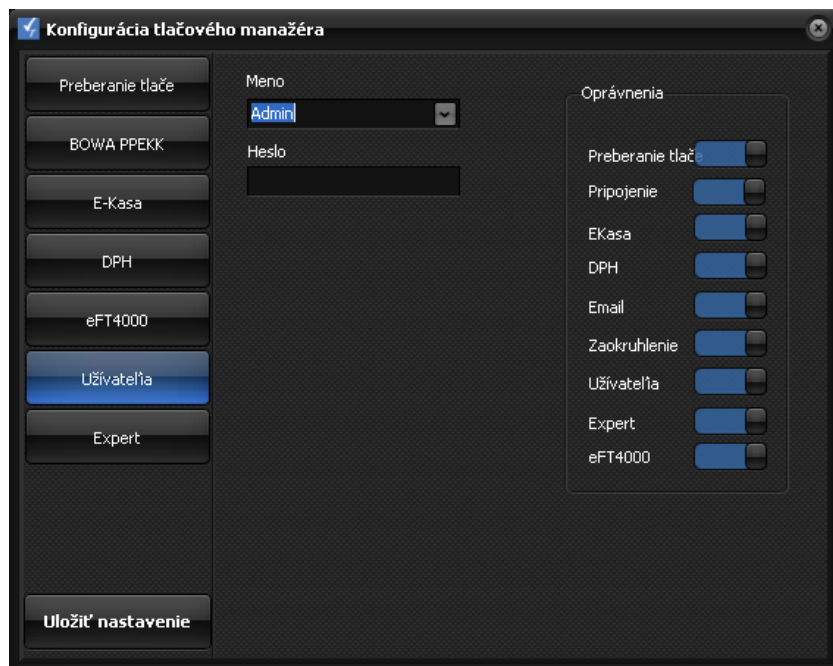 Konfigurácia tlačového manažéra
Preberanie tlače
BOWA PPEKK
E-Kasa
DPH
eFT4000
Užívateľia
Expert
Uložiť nastavenie
Meno
Admin
Heslo
Oprávnenia
Preberanie tlače
Pripojenie
EKasa
DPH
Email
Zaokruhlenie
Užívateľia
Expert
eFT4000